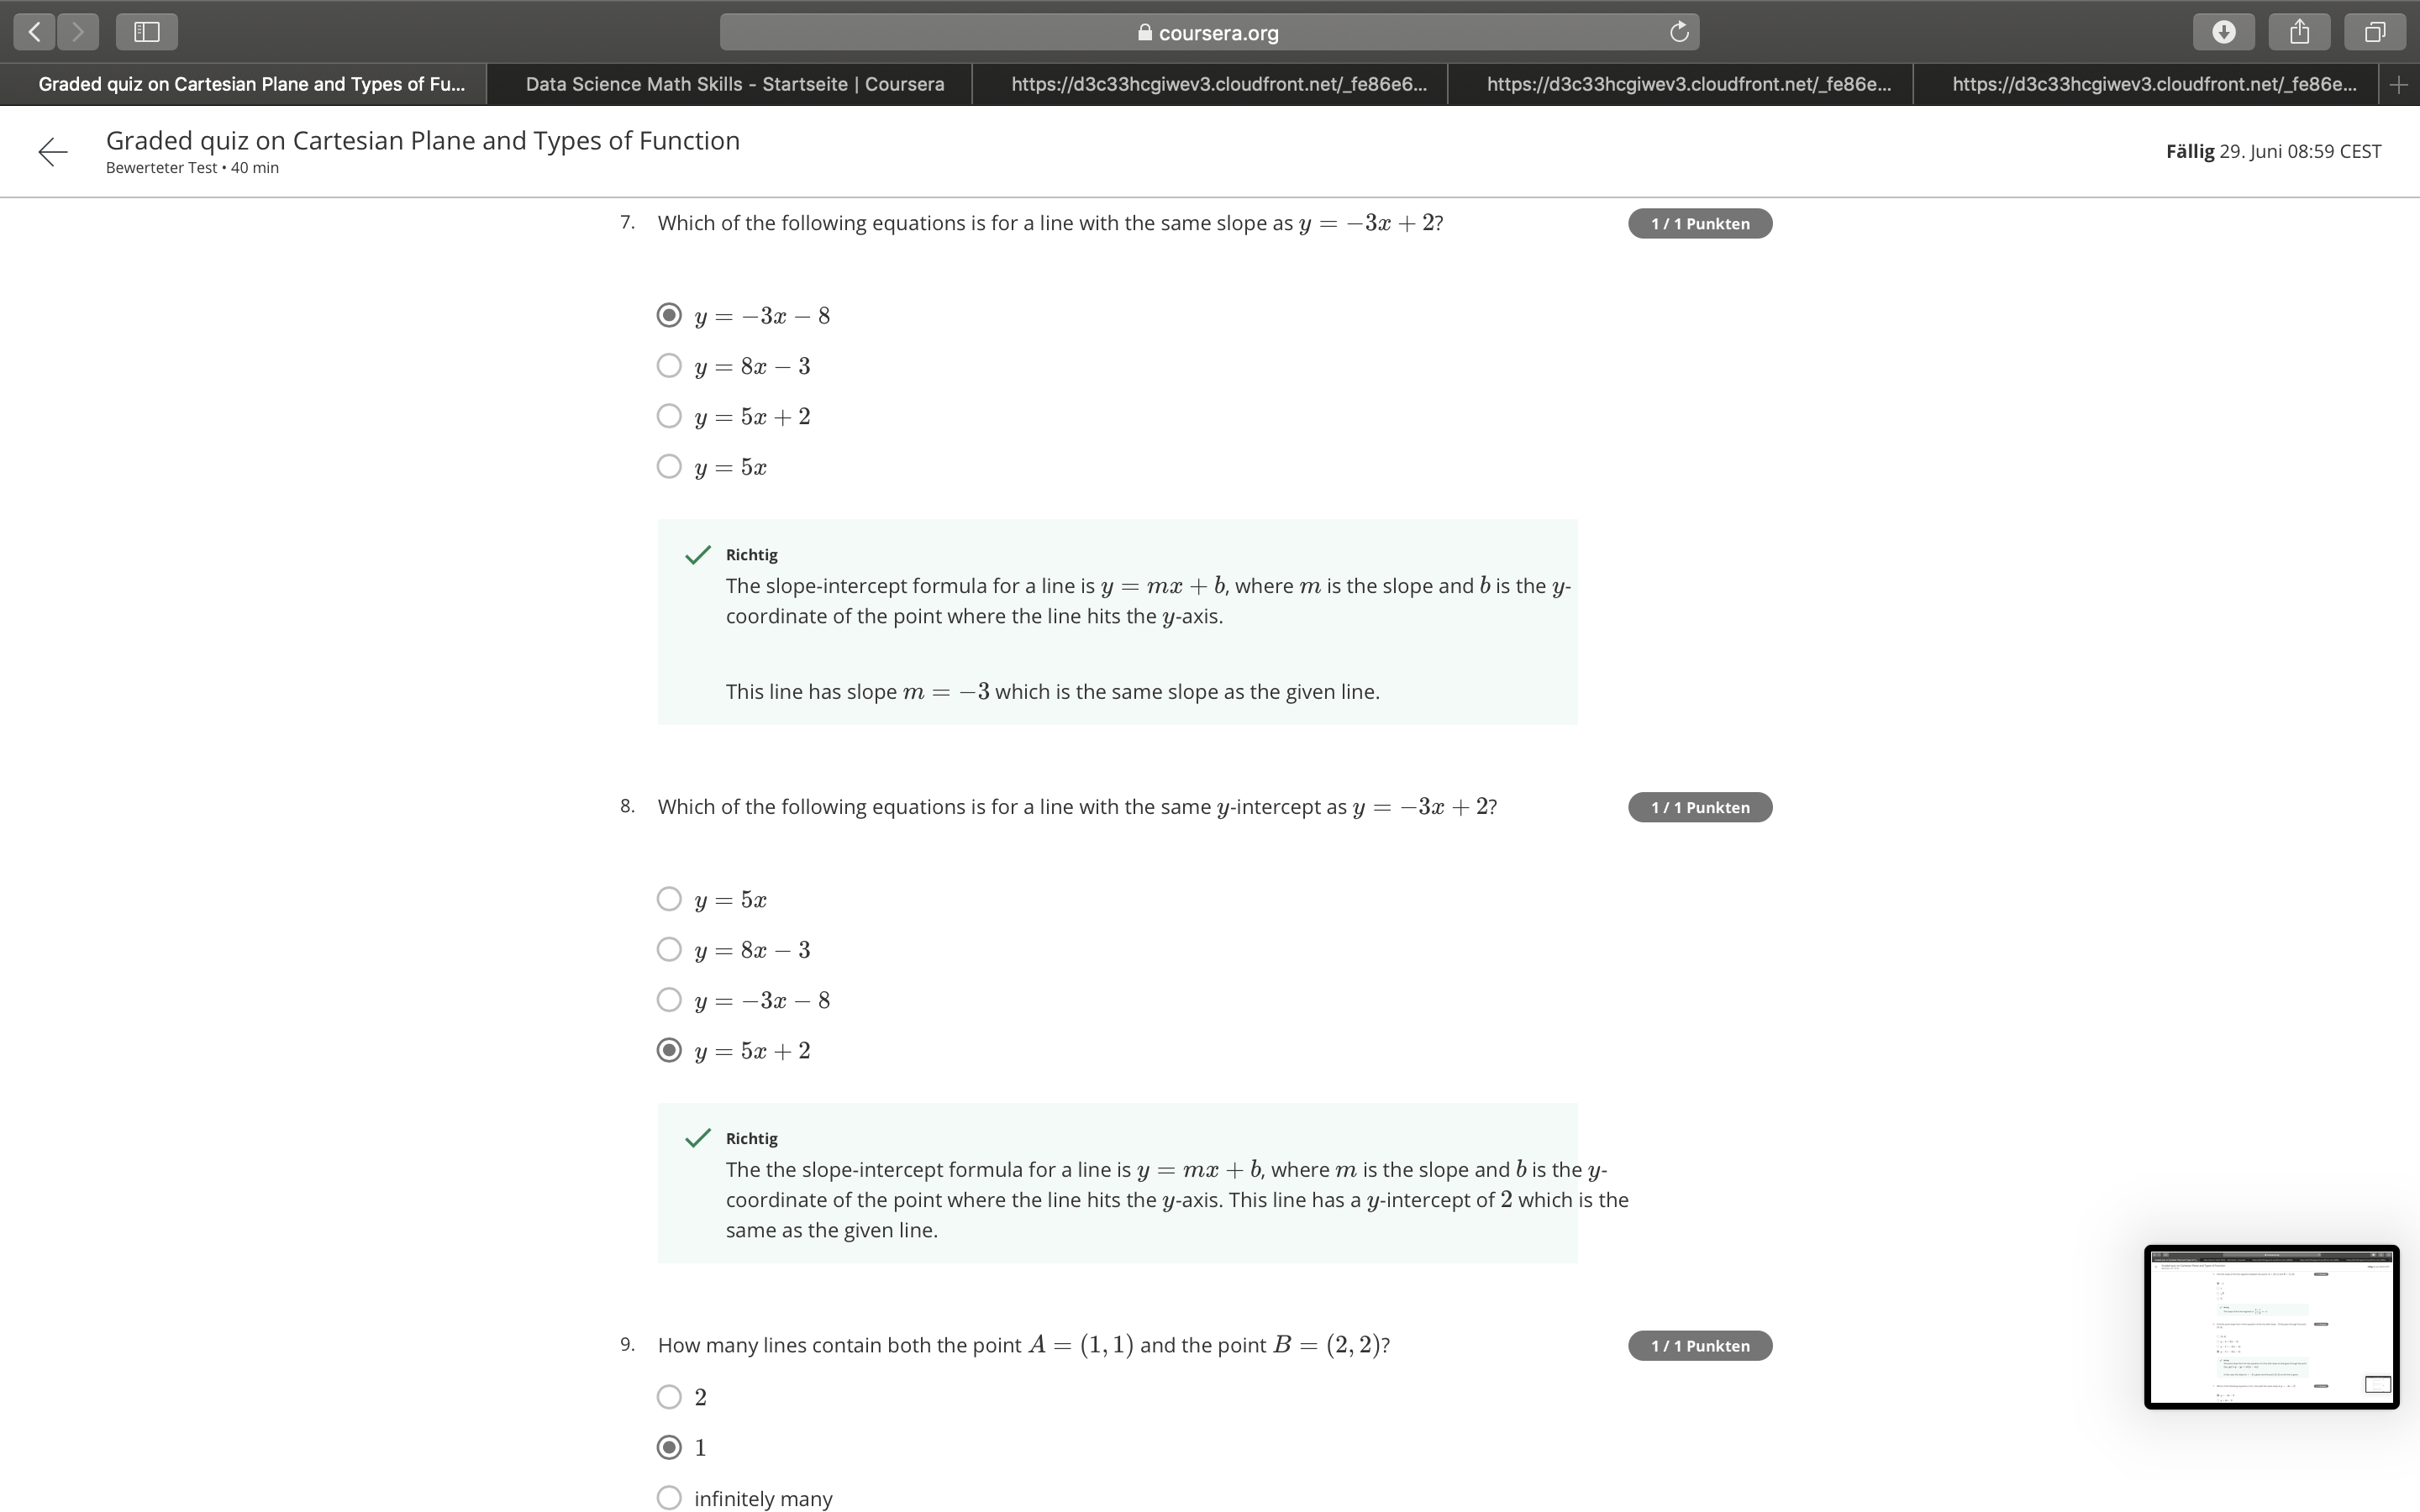 coursera.org
Graded quiz on Cartesian Plane and Types of Fu...
Data Science Math Skills - Startseite | Coursera
https://d3c33hcgiwev3.cloudfront.net/_fe86e6...
https://d3c33hcgiwev3.cloudfront.net/_fe86e...
https://d3c33hcgiwev3.cloudfront.net/_fe86e...
Graded quiz on Cartesian Plane and Types of Function
Bewerteter Test • 40 min
Fällig 29. Juni 08:59 CEST
7. Which of the following equations is for a line with the same slope as y = −3x + 2?
1 / 1 Punkten
y = −3x − 8
y = 8x − 3
y = 5x + 2
y = 5x
Richtig
The slope-intercept formula for a line is y = mx + b, where m is the slope and b is the y-
coordinate of the point where the line hits the y-axis.
This line has slope m = −3 which is the same slope as the given line.
8. Which of the following equations is for a line with the same y-intercept as y = −3x + 2?
1 / 1 Punkten
y = 5x
y = 8x − 3
y = −3x − 8
y = 5x + 2
Richtig
The the slope-intercept formula for a line is y = mx + b, where m is the slope and b is the y-
coordinate of the point where the line hits the y-axis. This line has a y-intercept of 2 which is the
same as the given line.
9. How many lines contain both the point A = (1, 1) and the point B = (2, 2)?
1 / 1 Punkten
2
1
infinitely many